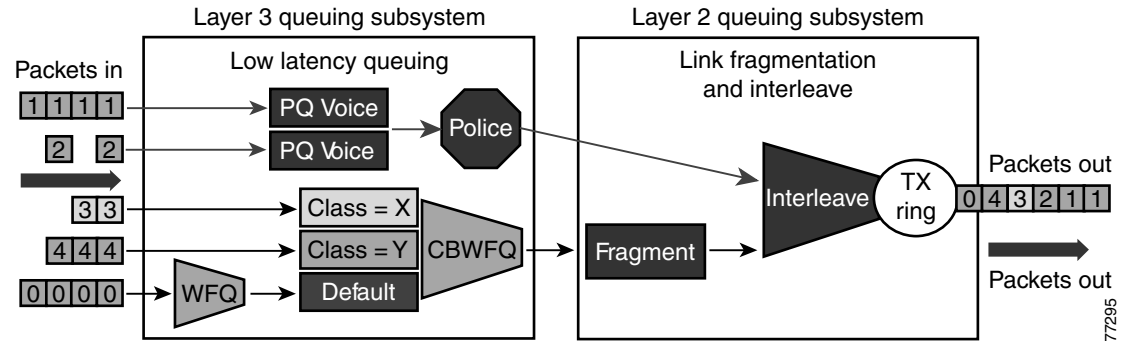 Layer 3 queuing subsystem
Layer 2 queuing subsystem
Packets in
Low latency queuing
Link fragmentation
and interleave
1 1 1 1
PQ Voice
2 2
PQ Voice
Police
3 3
Class = X
4 4 4
Class = Y
CBWFQ
0 0 0 0
WFQ
Default
Fragment
Interleave
TX
ring
Packets out
0 4 3 2 1 1
Packets out
77295